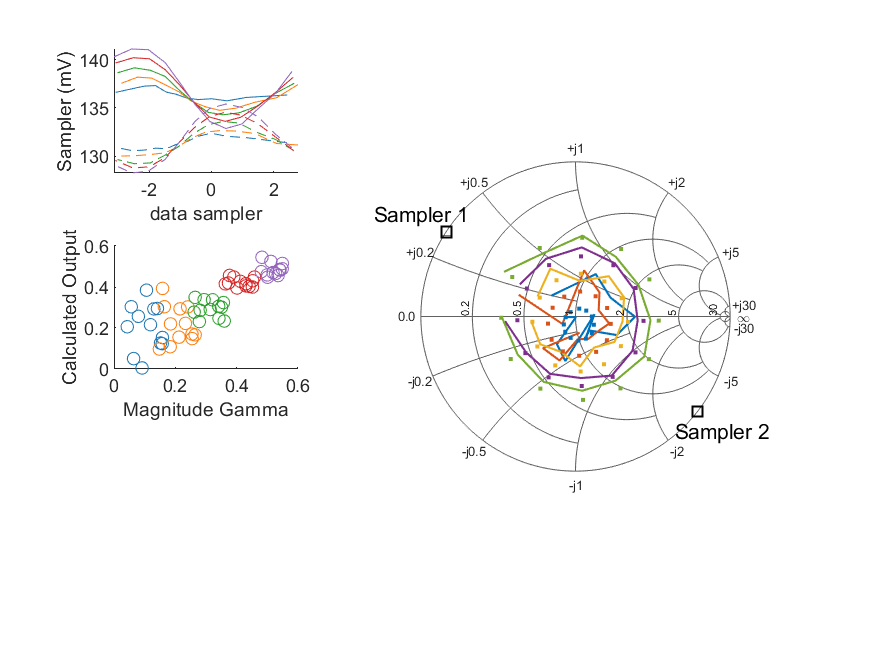 Sampler (mV)
140
135
130
-2
0
2
data sampler
Calculated Output
0.6
0.4
0.2
0
0
0.2
0.4
0.6
Magnitude Gamma
+j1
+j0.5
+j2
Sampler 1
+j0.2
+j5
0.0
0.2
0.5
1
2
5
30
+j30
∞
-j30
-j0.2
-j5
Sampler 2
-j0.5
-j2
-j1